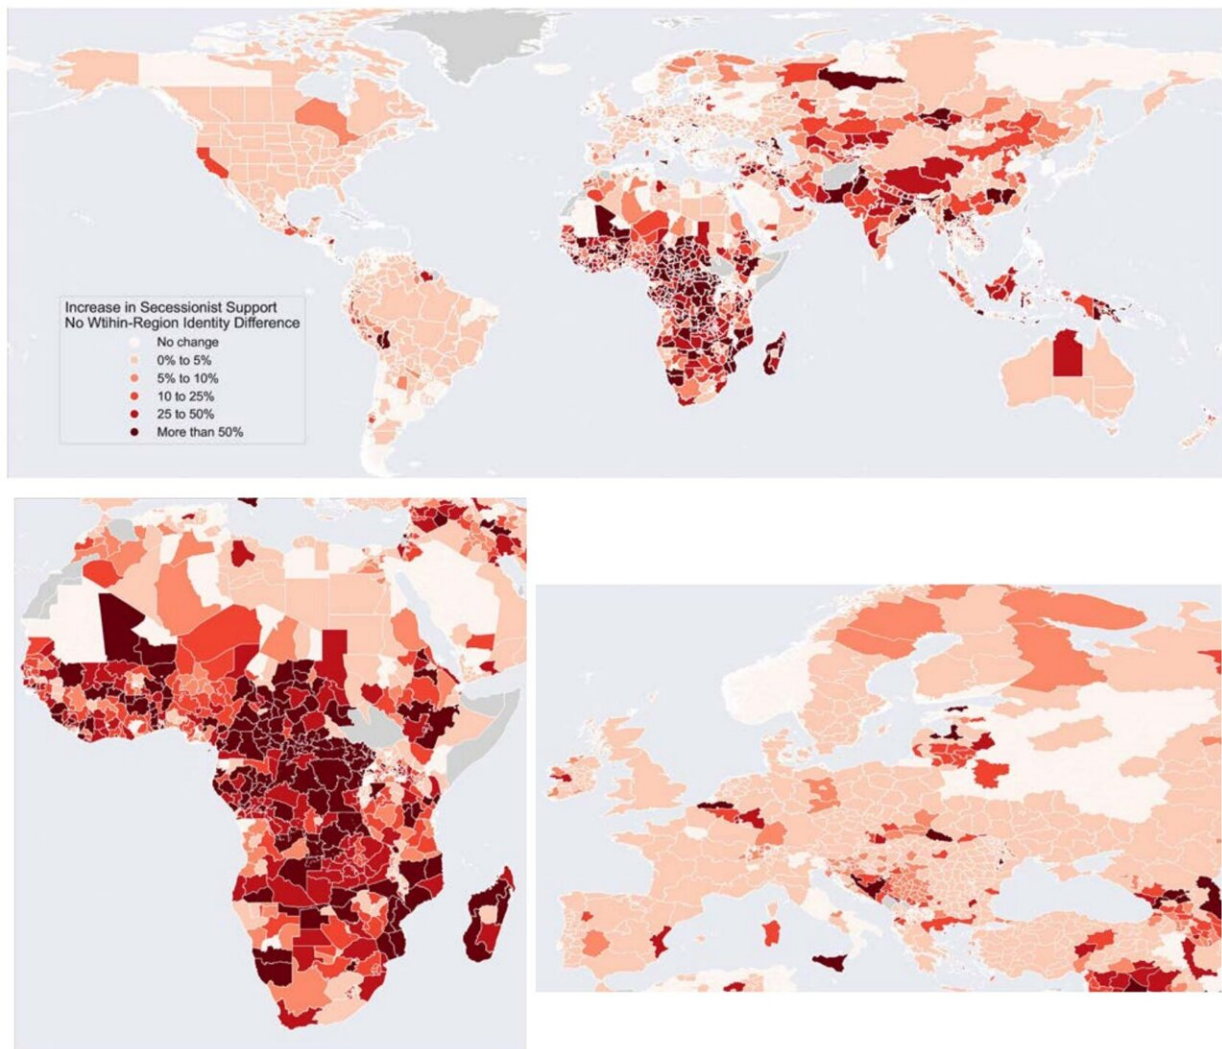 Increase in Secessionist Support
No Wtihin-Region Identity Difference
No change
0% to 5%
5% to 10%
10 to 25%
25 to 50%
More than 50%